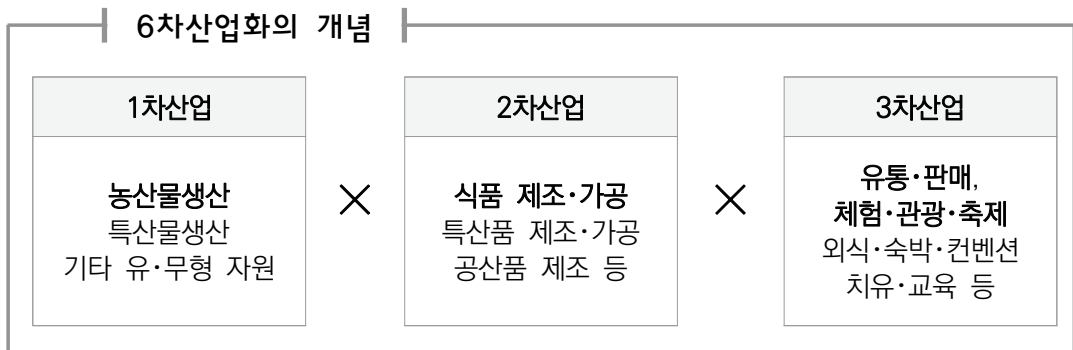 6차산업화의 개념
1차산업
농산물생산
특산물생산
기타 유·무형 자원
×
2차산업
식품 제조·가공
특산품 제조·가공
공산품 제조 등
×
3차산업
유통·판매,
체험·관광·축제
외식·숙박·컨벤션
치유·교육 등